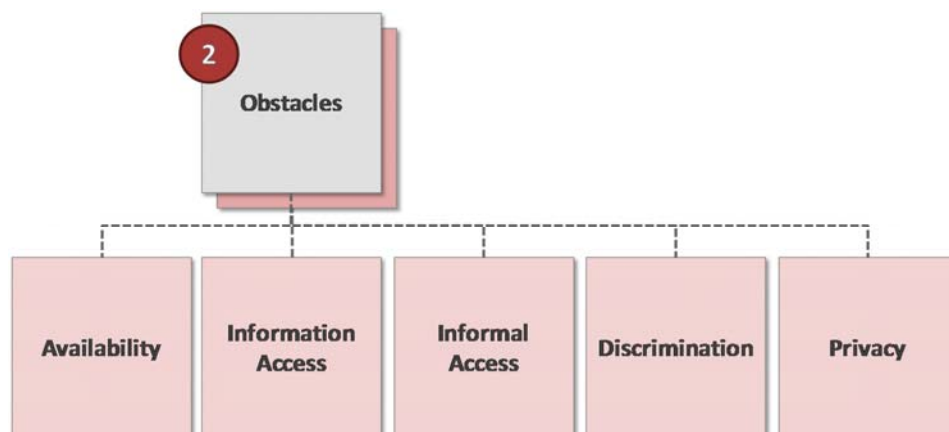 2
Obstacles
Availability
Information
Access
Informal
Access
Discrimination
Privacy